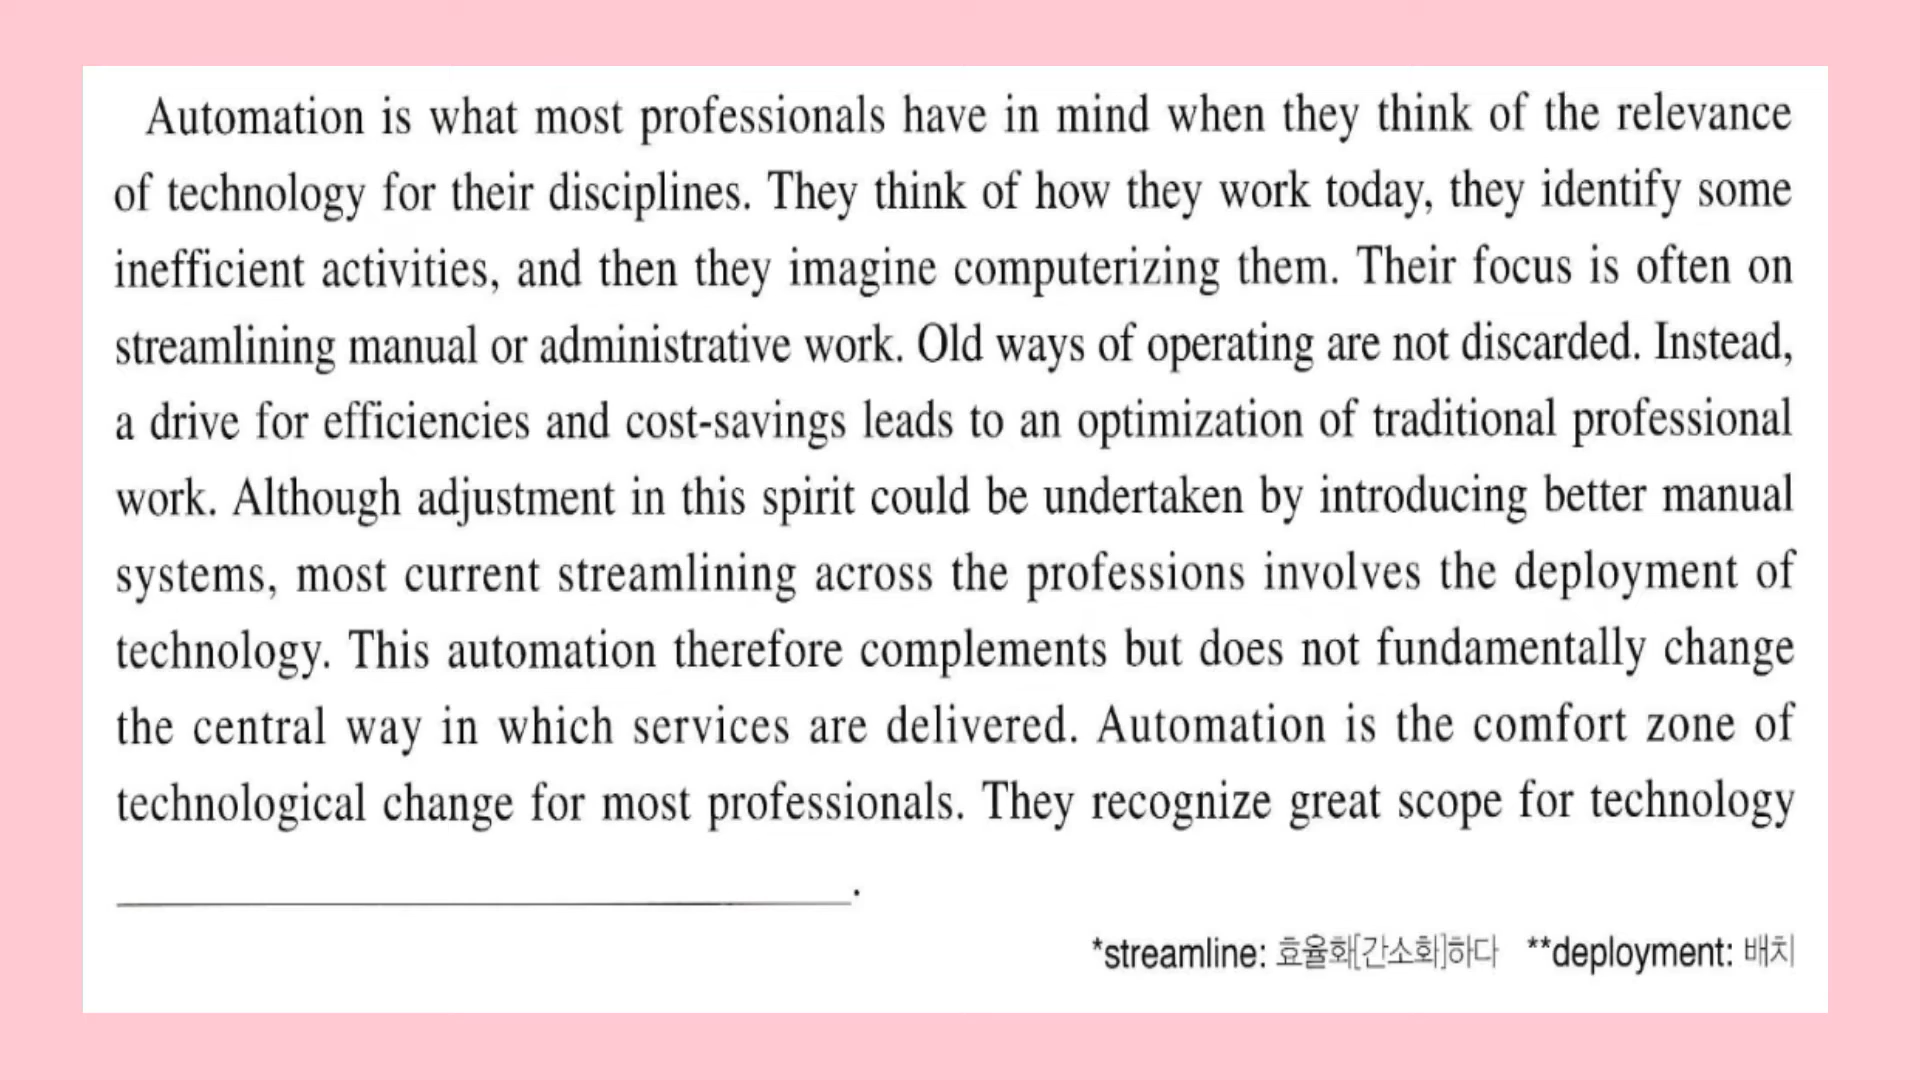 Automation is what most professionals have in mind when they think of the relevance
of technology for their disciplines. They think of how they work today, they identify some
inefficient activities, and then they imagine computerizing them. Their focus is often on
streamlining manual or administrative work. Old ways of operating are not discarded. Instead,
a drive for efficiencies and cost-savings leads to an optimization of traditional professional
work. Although adjustment in this spirit could be undertaken by introducing better manual
systems, most current streamlining across the professions involves the deployment of
technology. This automation therefore complements but does not fundamentally change
the central way in which services are delivered. Automation is the comfort zone of
technological change for most professionals. They recognize great scope for technology
____________________.
*streamline: 효율화[간소화]하다 **deployment: 배치